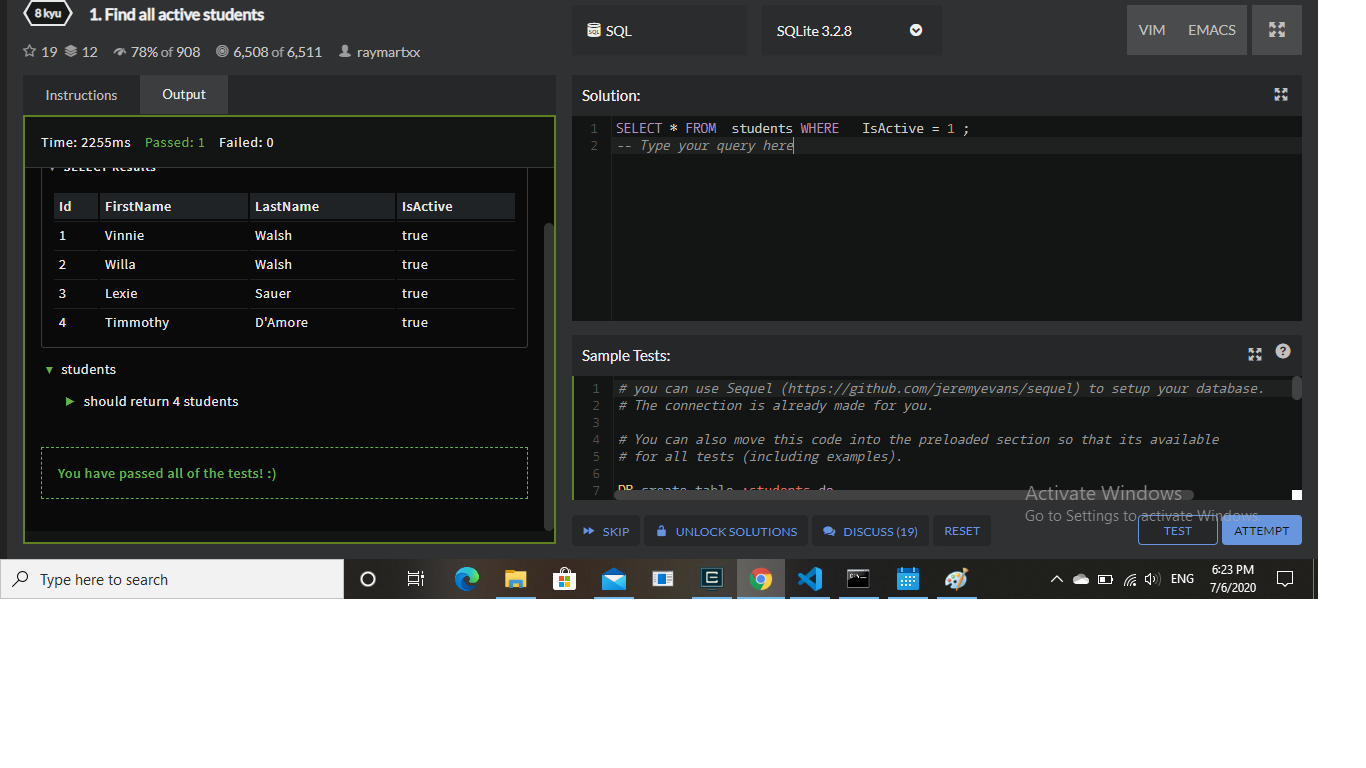 8 kyu 1. Find all active students
19 12 78% of 908 6,508 of 6,511 raymartxx
SQL
SQLite 3.2.8
VIM EMACS
Instructions Output
Time: 2255ms Passed: 1 Failed: 0
SELECT Results
Id FirstName LastName IsActive
1 Vinnie Walsh true
2 Willa Walsh true
3 Lexie Sauer true
4 Timmothy D'Amore true
students
should return 4 students
You have passed all of the tests! :)
Solution:
1 SELECT * FROM students WHERE IsActive = 1 ;
2 -- Type your query here
Sample Tests:
?
1 # you can use Sequel (https://github.com/jeremyevans/sequel) to setup your database.
2 # The connection is already made for you.
3
4 # You can also move this code into the preloaded section so that its available
5 # for all tests (including examples).
6
7 DB.create_table :students do
Activate Windows
Go to Settings to activate Windows.
SKIP UNLOCK SOLUTIONS DISCUSS (19) RESET TEST ATTEMPT
Type here to search
ENG
6:23 PM
7/6/2020